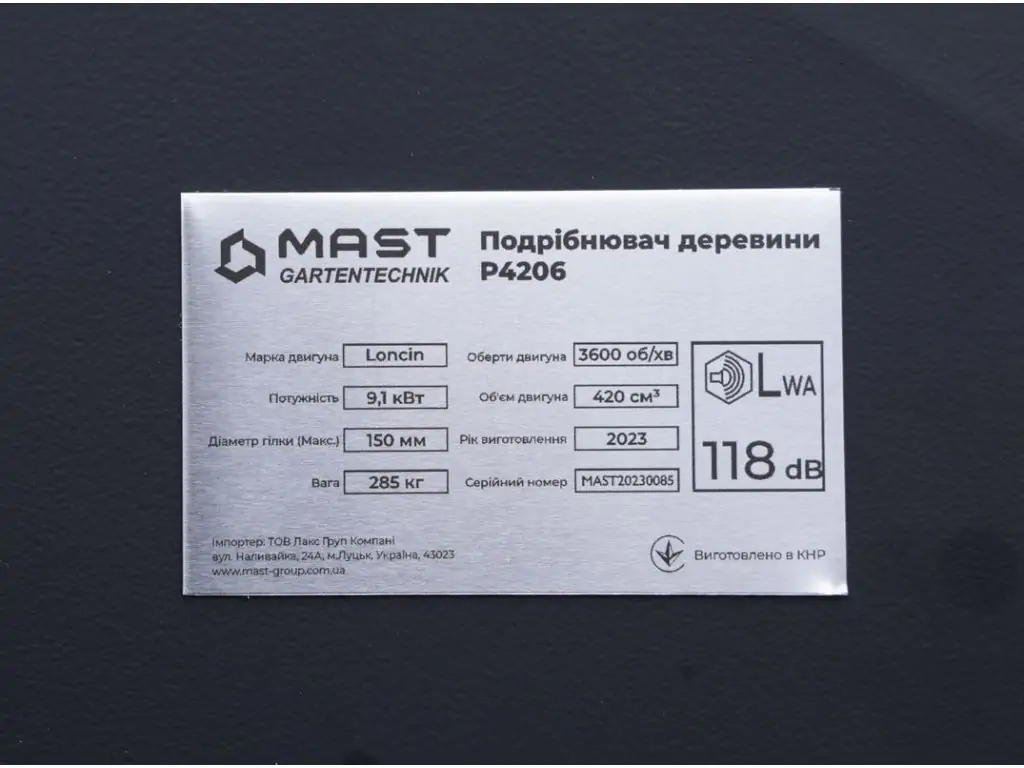 MAST
GARTENTECHNIK
Подрібнювач деревини
P4206
Марка двигуна Loncin
Оберти двигуна 3600 об/хв
Потужність 9,1 кВт
Об'єм двигуна 420 см³
Діаметр гілки (Макс.) 150 мм
Рік виготовлення 2023
Вага 285 кг
Серійний номер MAST20230085
LWA
118 dB
Імпортер: ТОВ Лакс Груп Компані
вул. Наливайка, 24А, м.Луцьк, Україна, 43023
www.mast-group.com.ua
Виготовлено в КНР